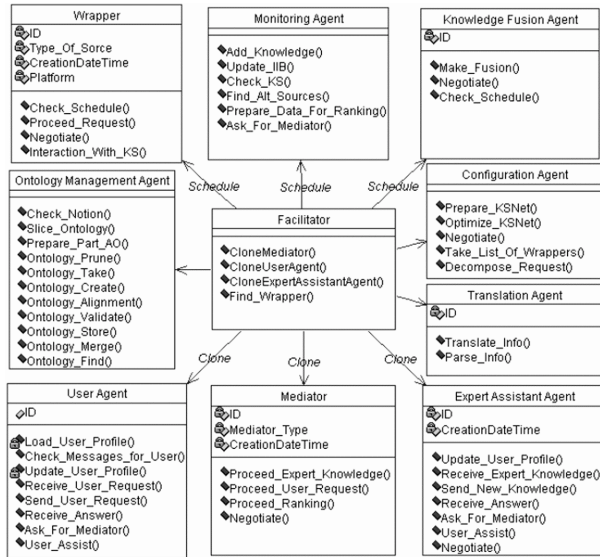 Wrapper
ID
Type_Of_Sorce
CreationDateTime
Platform
Check_Schedule()
Proceed_Request()
Negotiate()
Interaction_With_KS()
Monitoring Agent
Add_Knowledge()
Update_IIB()
Check_KS()
Find_Alt_Sources()
Prepare_Data_For_Ranking()
Ask_For_Mediator()
Knowledge Fusion Agent
ID
Make_Fusion()
Negotiate()
Check_Schedule()
Schedule
Schedule
Schedule
Ontology Management Agent
Check_Notion()
Slice_Ontology()
Prepare_Part_AO()
Ontology_Prune()
Ontology_Take()
Ontology_Create()
Ontology_Alignment()
Ontology_Validate()
Ontology_Store()
Ontology_Merge()
Ontology_Find()
Facilitator
CloneMediator()
CloneUserAgent()
CloneExpertAssistantAgent()
Find_Wrapper()
Configuration Agent
Prepare_KSNet()
Optimize_KSNet()
Negotiate()
Take_List_Of_Wrappers()
Decompose_Request()
Translation Agent
ID
Translate_Info()
Parse_Info()
Clone
Clone
Clone
User Agent
ID
Load_User_Profile()
Check_Messages_for_User()
Update_User_Profile()
Receive_User_Request()
Send_User_Request()
Receive_Answer()
Ask_For_Mediator()
User_Assist()
Mediator
ID
Mediator_Type
CreationDateTime
Proceed_Expert_Knowledge()
Proceed_User_Request()
Proceed_Ranking()
Negotiate()
Expert Assistant Agent
ID
CreationDateTime
Update_User_Profile()
Receive_Expert_Knowledge()
Send_New_Knowledge()
Receive_Answer()
Ask_For_Mediator()
User_Assist()
Negotiate()